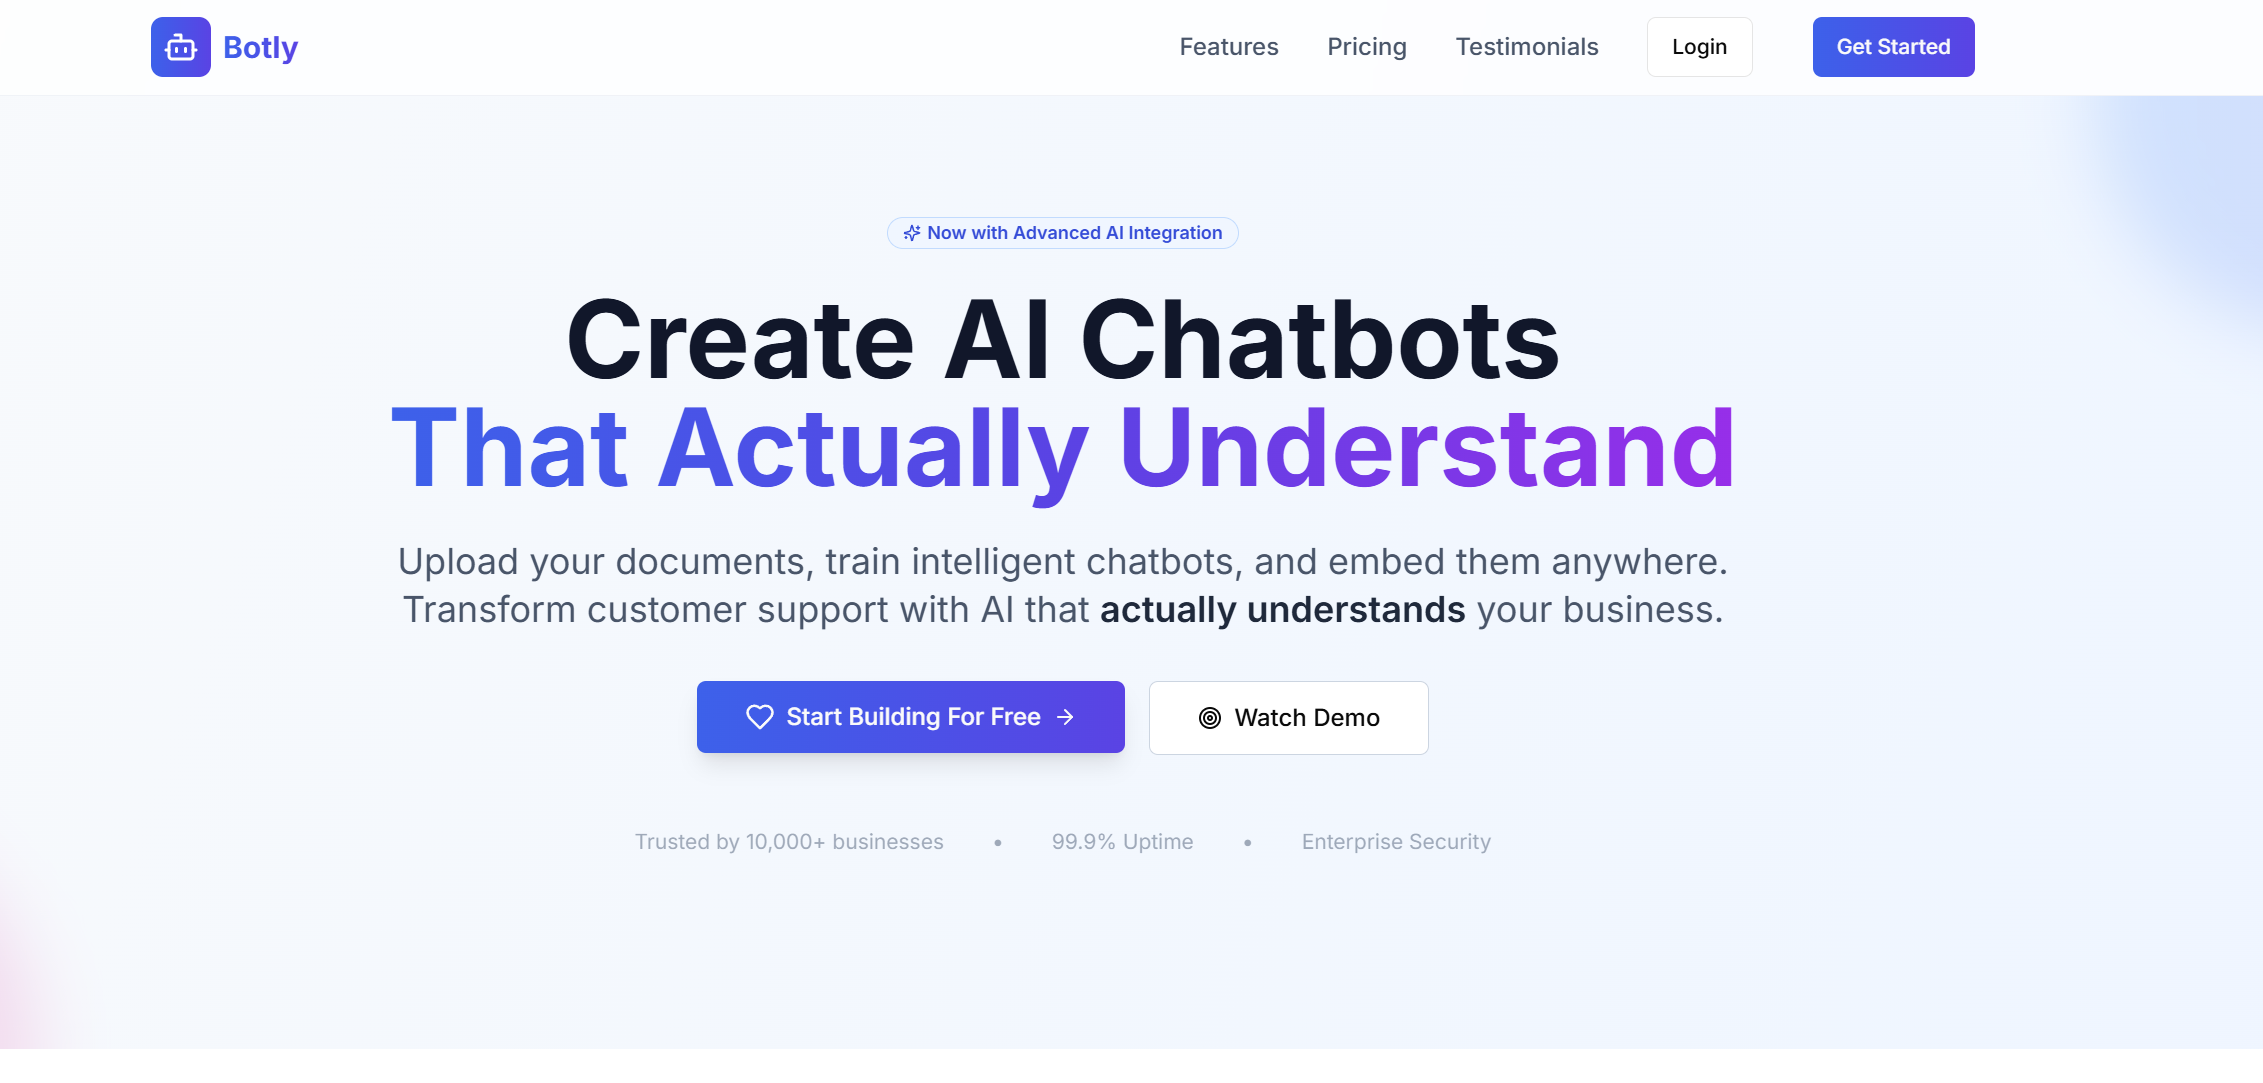 Botly
Features
Pricing
Testimonials
Login
Get Started
Now with Advanced AI Integration
Create AI Chatbots
That Actually Understand
Upload your documents, train intelligent chatbots, and embed them anywhere.
Transform customer support with AI that actually understands your business.
Start Building For Free →
Watch Demo
Trusted by 10,000+ businesses • 99.9% Uptime • Enterprise Security